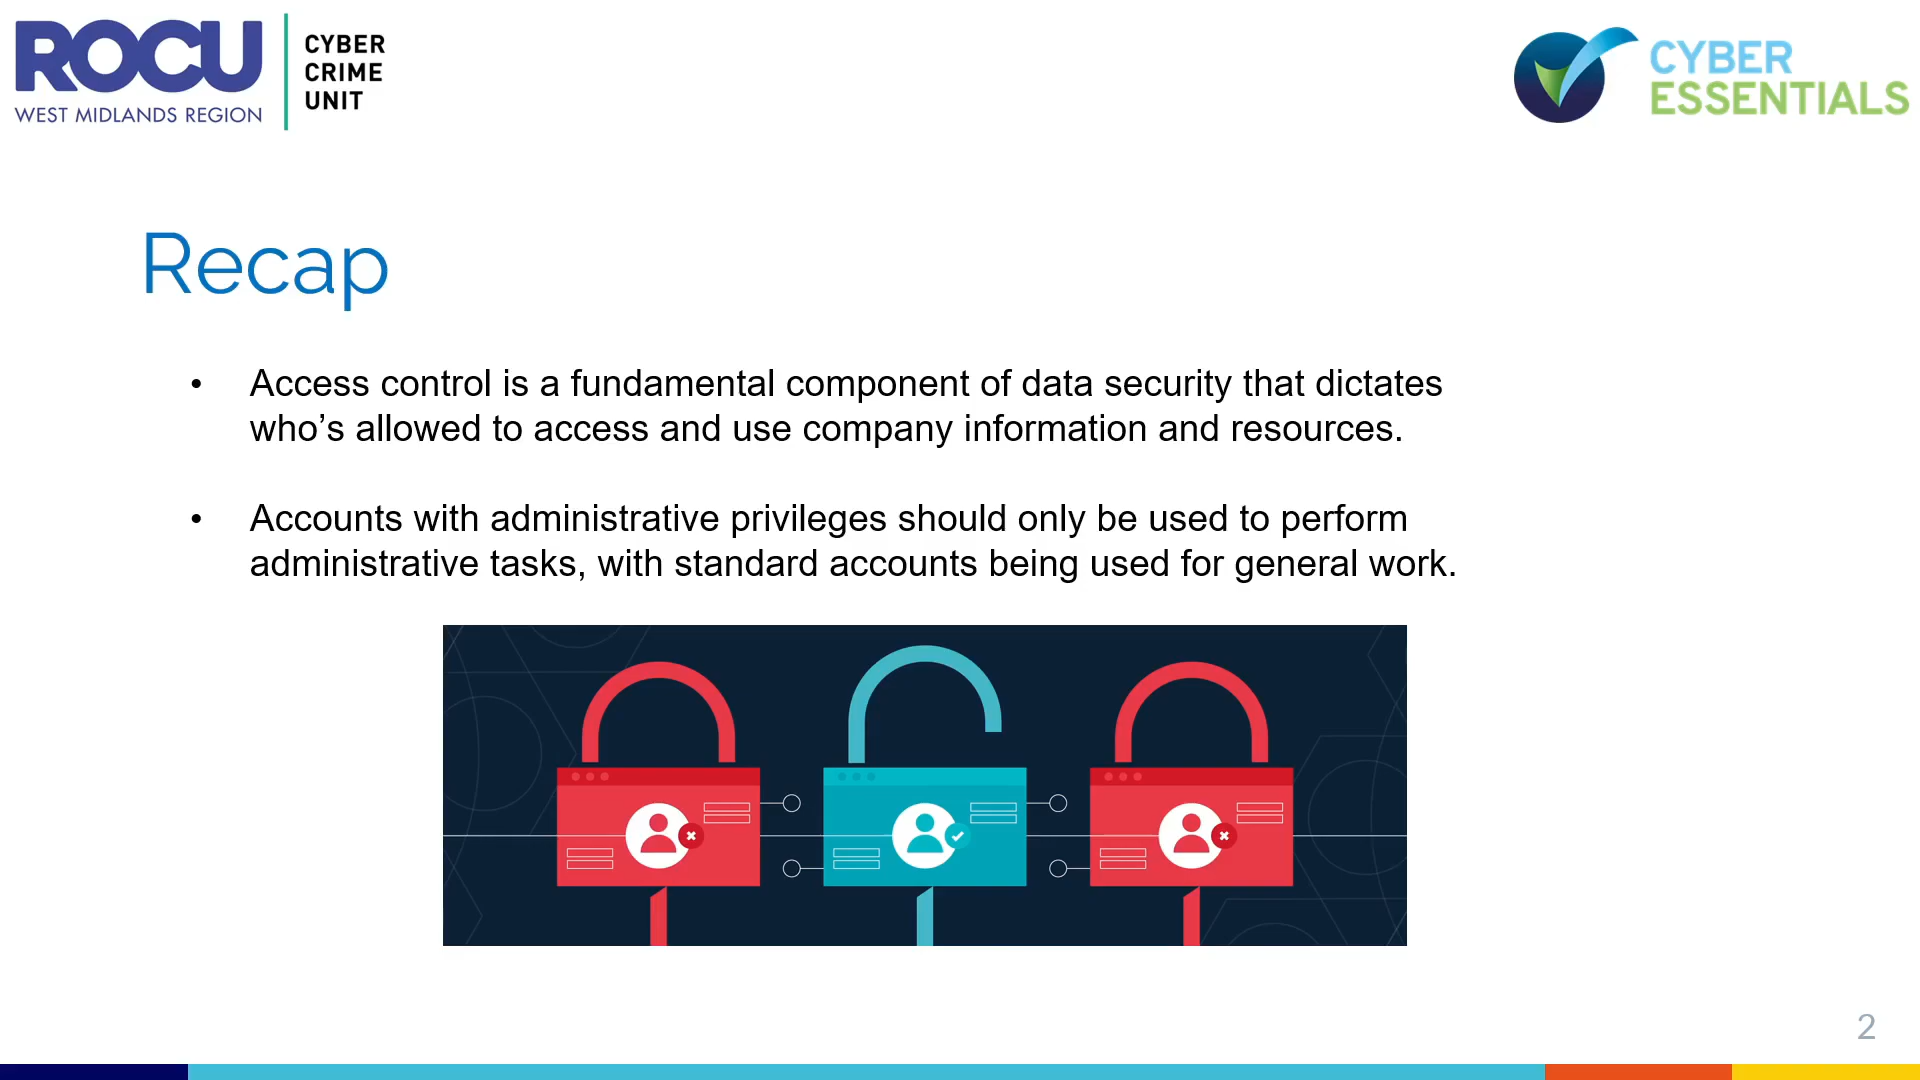 ROCU
WEST MIDLANDS REGION
CYBER
CRIME
UNIT
CYBER
ESSENTIALS
Recap
• Access control is a fundamental component of data security that dictates
who’s allowed to access and use company information and resources.
• Accounts with administrative privileges should only be used to perform
administrative tasks, with standard accounts being used for general work.
2